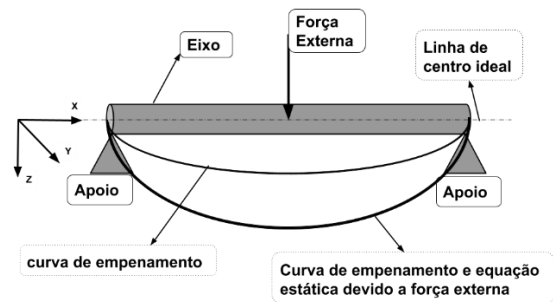 Força
Externa
Eixo
Linha de
centro ideal
X
Y
Z
Apoio
Apoio
curva de empenamento
Curva de empenamento e equação
estática devido a força externa